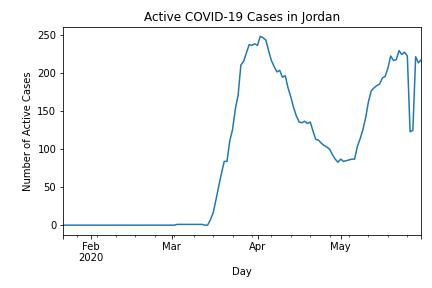 Active COVID-19 Cases in Jordan
Number of Active Cases
250
200
150
100
50
0
Feb
2020
Mar
Apr
May
Day